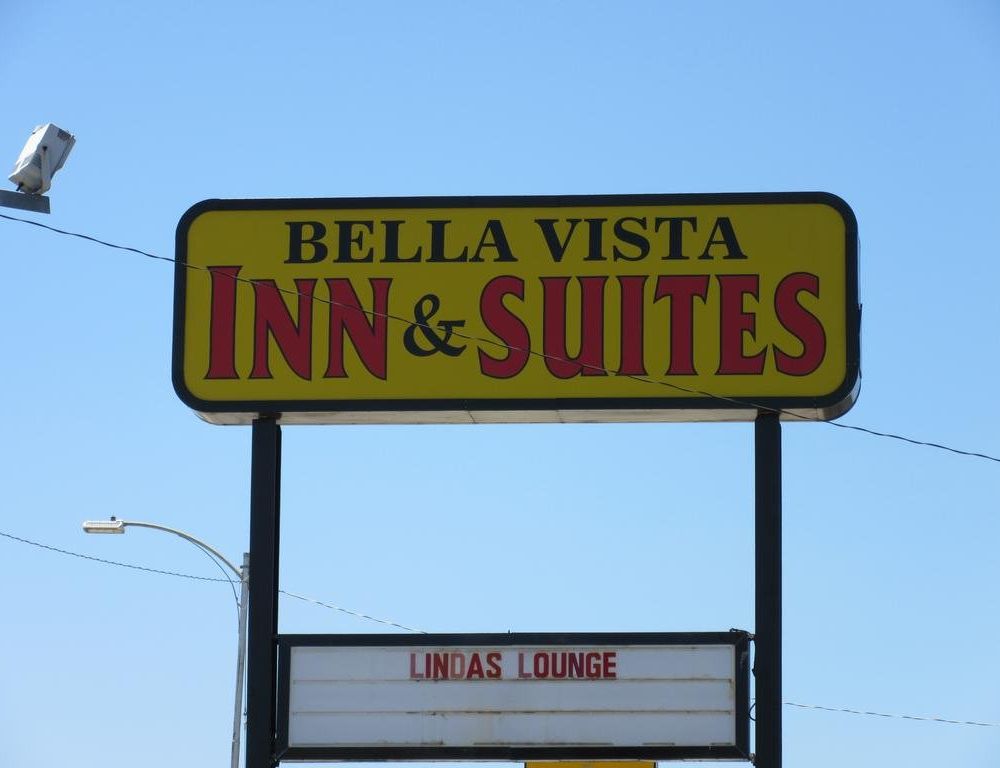 BELLA VISTA
INN & SUITES
LINDAS LOUNGE